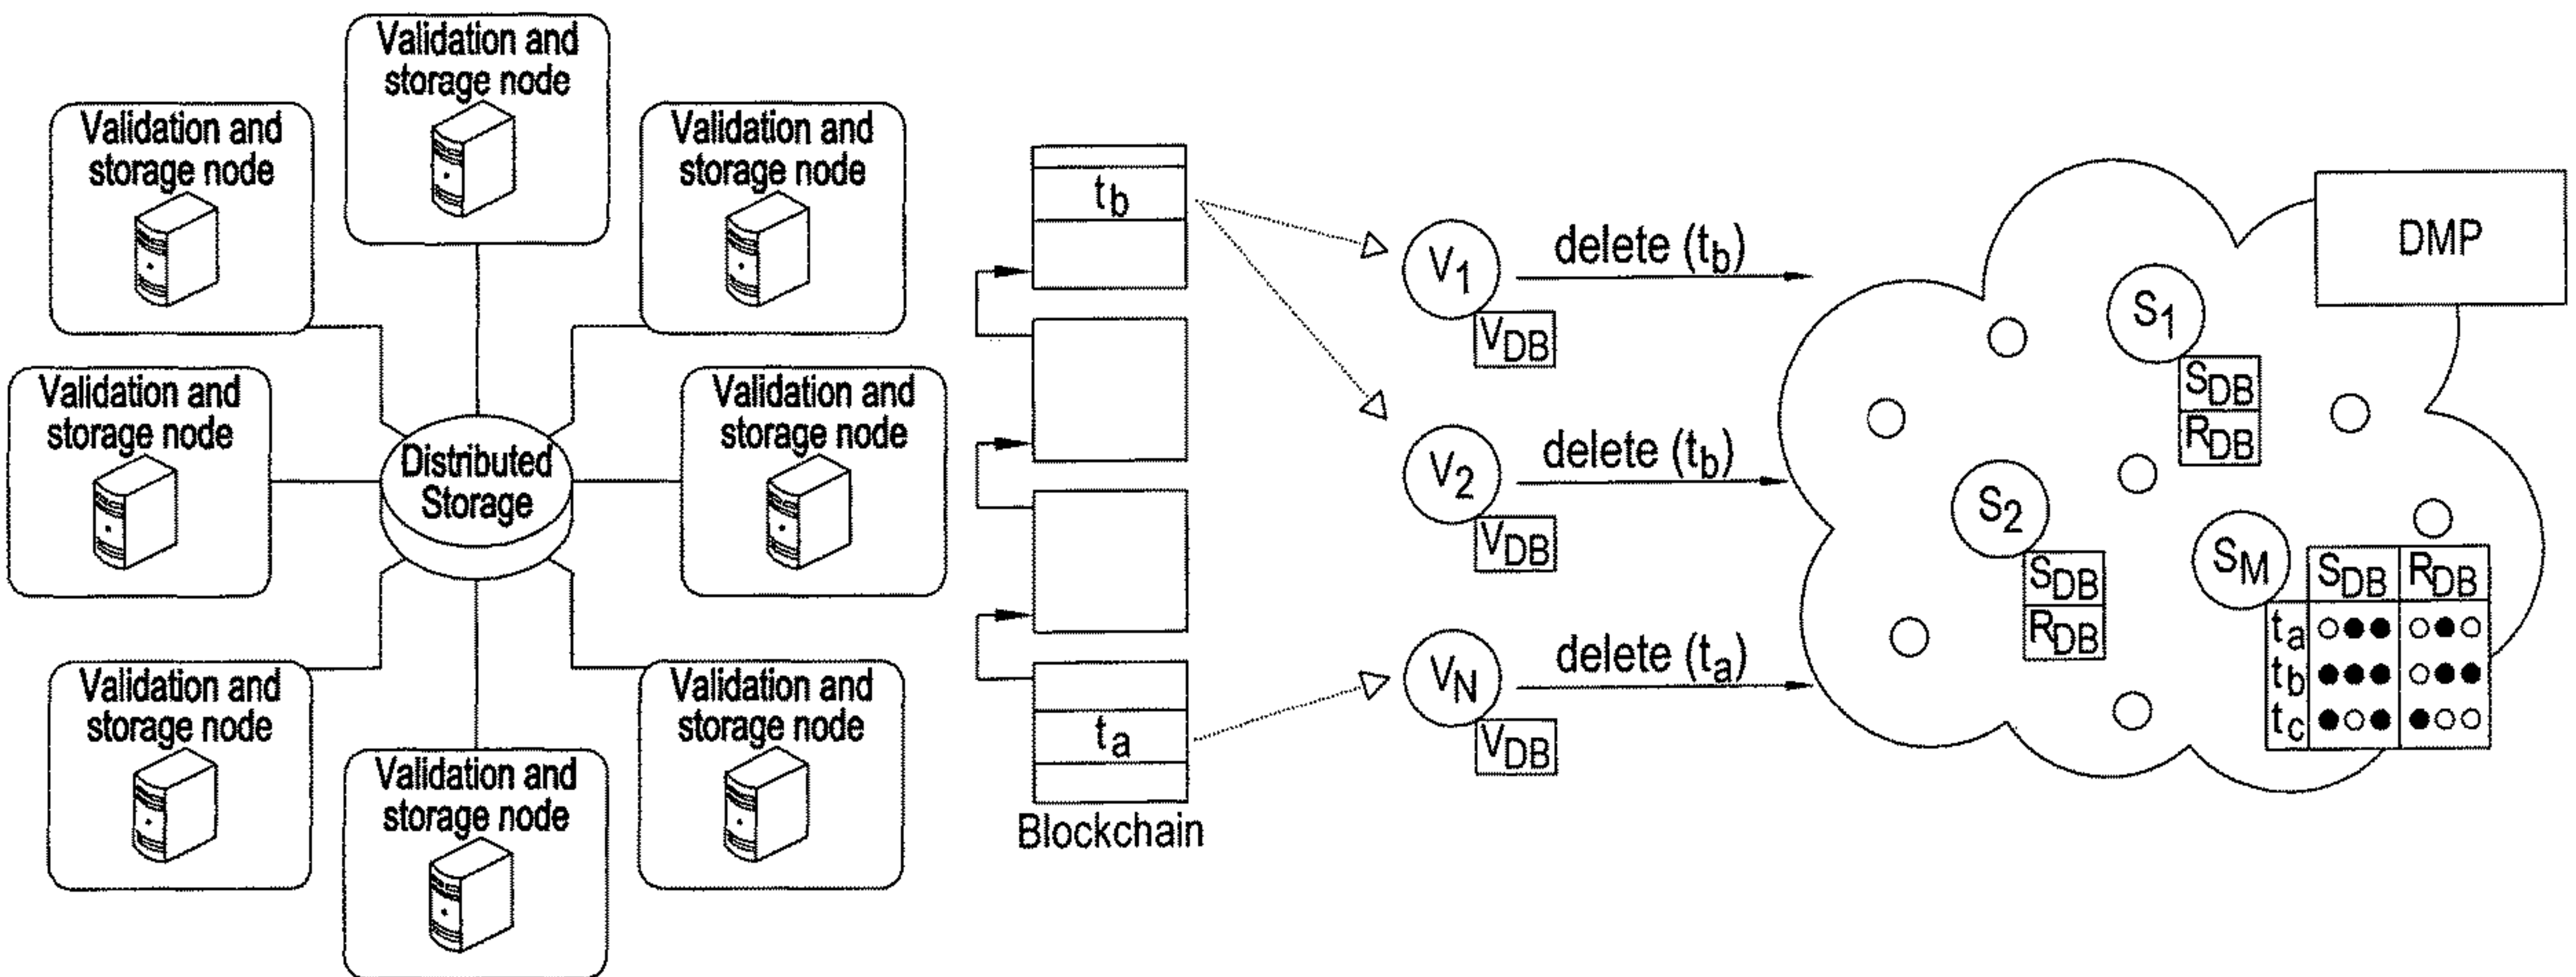 Validation and
storage node
Validation and
storage node
Validation and
storage node
Validation and
storage node
Distributed
Storage
Validation and
storage node
Validation and
storage node
Validation and
storage node
Validation and
storage node
tb
ta
Blockchain
V1
VDB
delete (tb)
V2
VDB
delete (tb)
VN
VDB
delete (ta)
DMP
S1
SDB
RDB
S2
SDB
RDB
SM
SDB RDB
ta
tb
tc